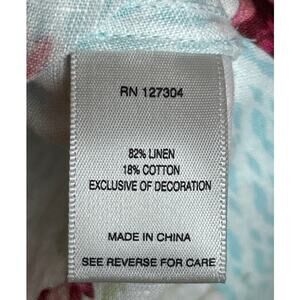 RN 127304
82% LINEN
18% COTTON
EXCLUSIVE OF DECORATION
MADE IN CHINA
SEE REVERSE FOR CARE